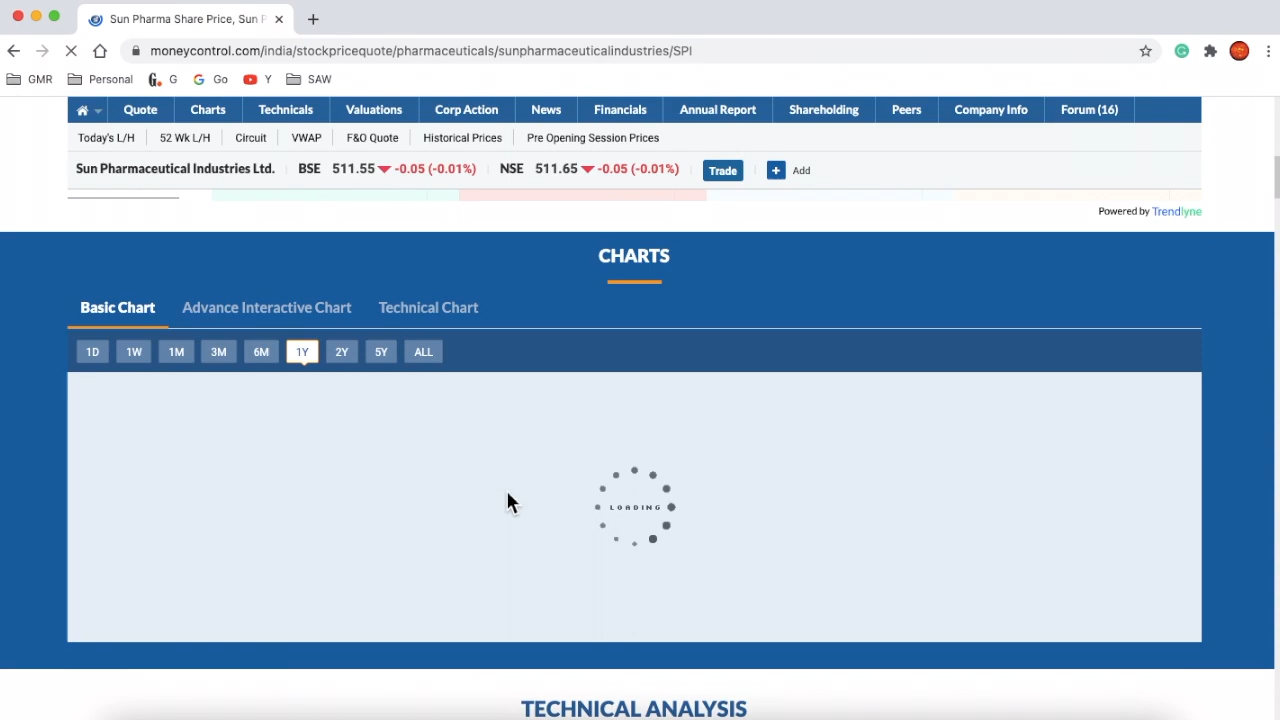 Sun Pharma Share Price, Sun P
moneycontrol.com/india/stockpricequote/pharmaceuticals/sunpharmaceuticalindustries/SPI
GMR Personal G G Go Y SAW
Quote Charts Technicals Valuations Corp Action News Financials Annual Report Shareholding Peers Company Info Forum (16)
Today's L/H 52 Wk L/H Circuit VWAP F&O Quote Historical Prices Pre Opening Session Prices
Sun Pharmaceutical Industries Ltd. BSE 511.55 -0.05 (-0.01%) NSE 511.65 -0.05 (-0.01%) Trade + Add
Powered by Trendlyne
CHARTS
Basic Chart Advance Interactive Chart Technical Chart
1D 1W 1M 3M 6M 1Y 2Y 5Y ALL
LOADING
TECHNICAL ANALYSIS